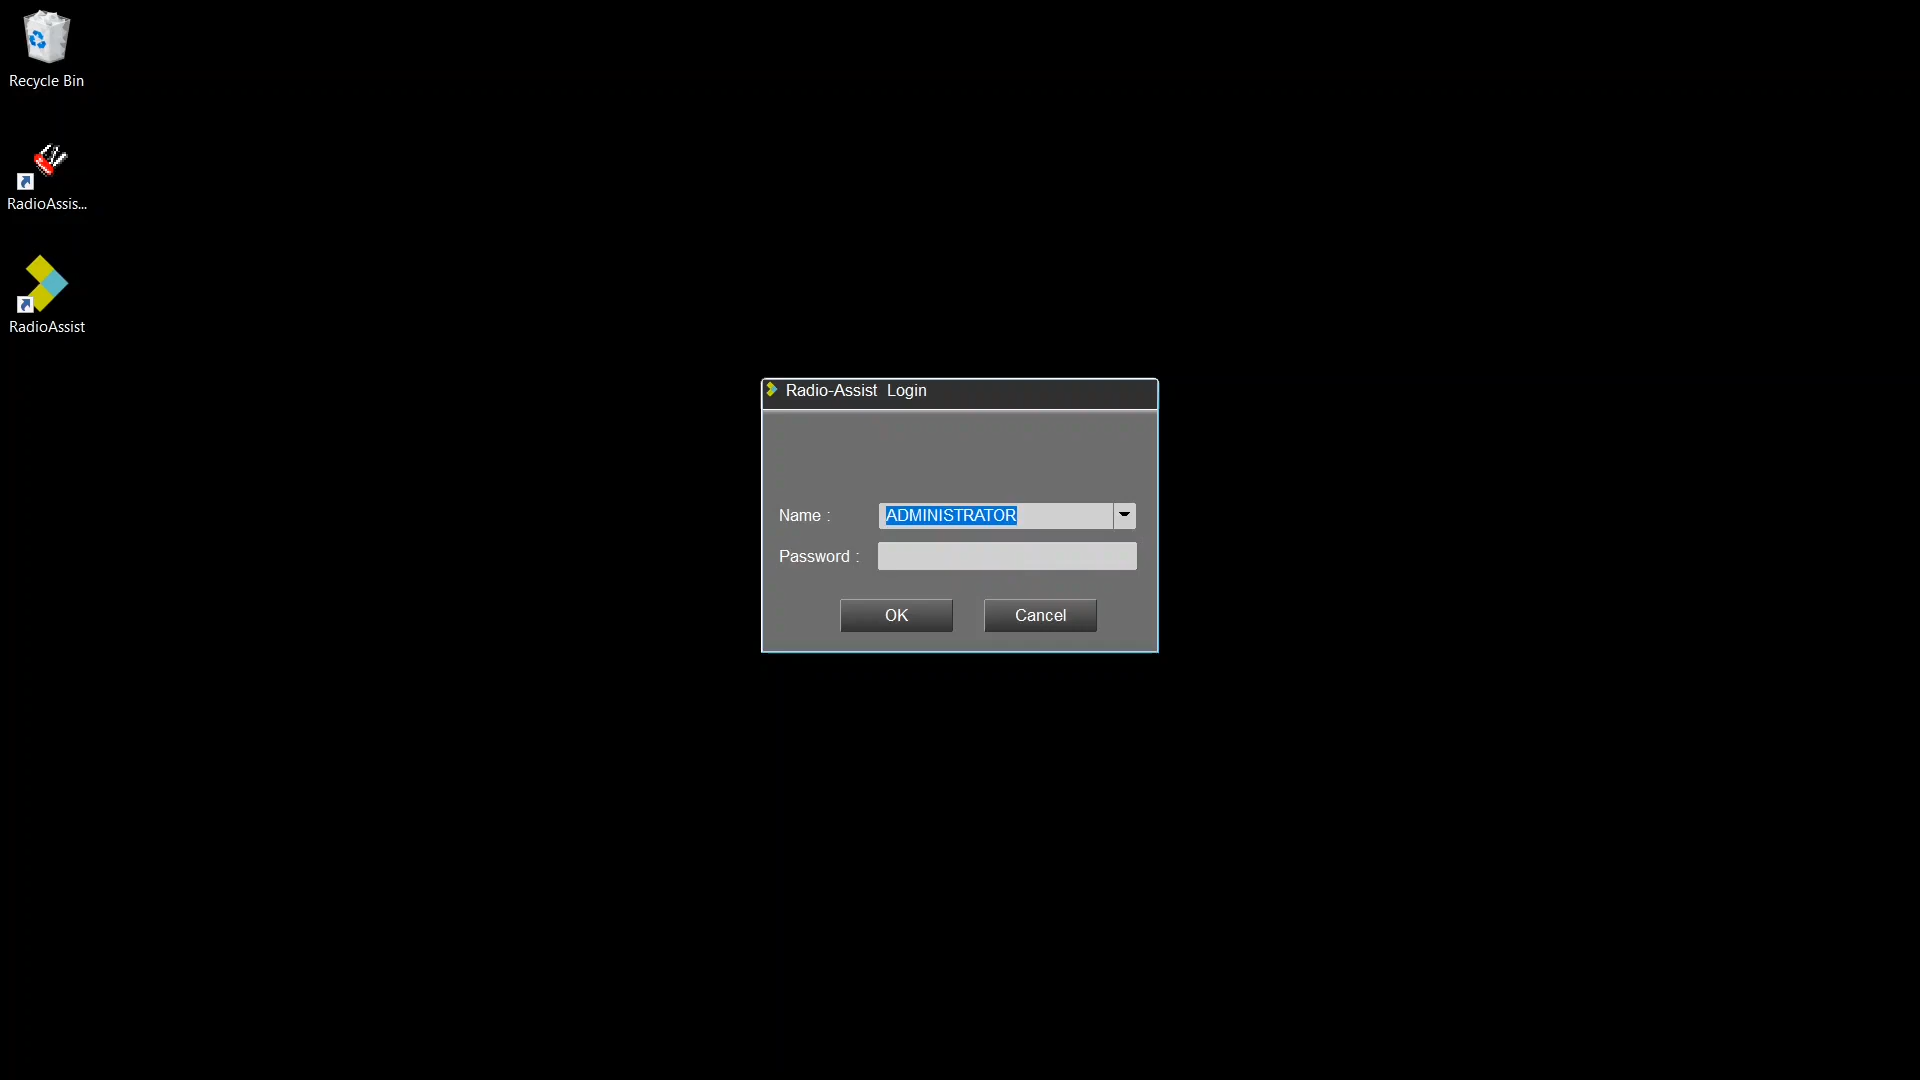 Recycle Bin
RadioAssis...
RadioAssist
Radio-Assist Login
Name :
ADMINISTRATOR
Password :
OK
Cancel